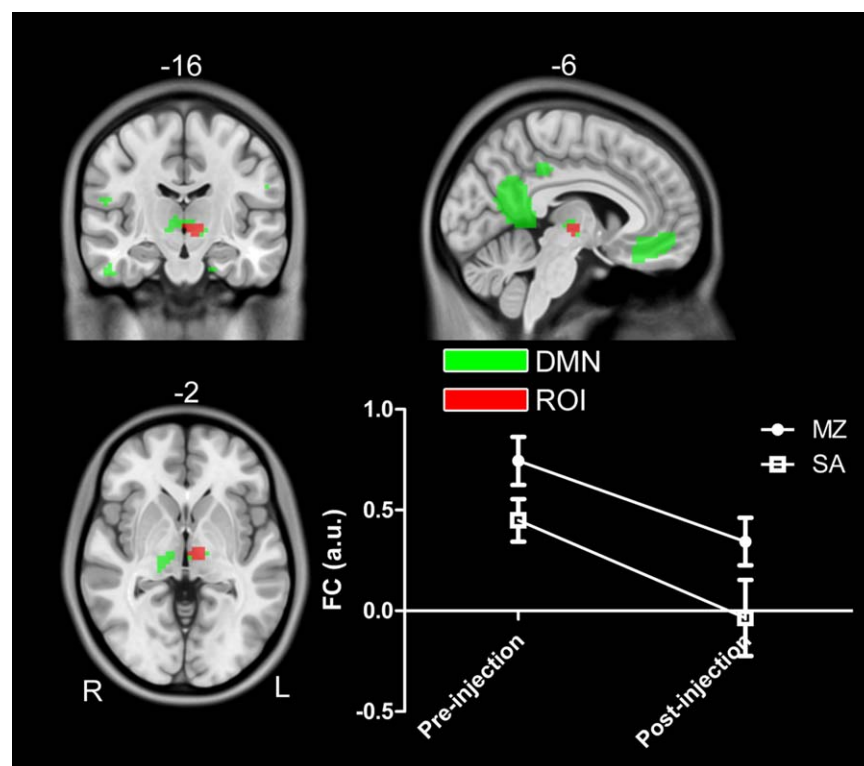 -16
-6
DMN
ROI
-2
R
L
1.0
0.5
0.0
-0.5
FC (a.u.)
MZ
SA
Pre-injection
Post-injection